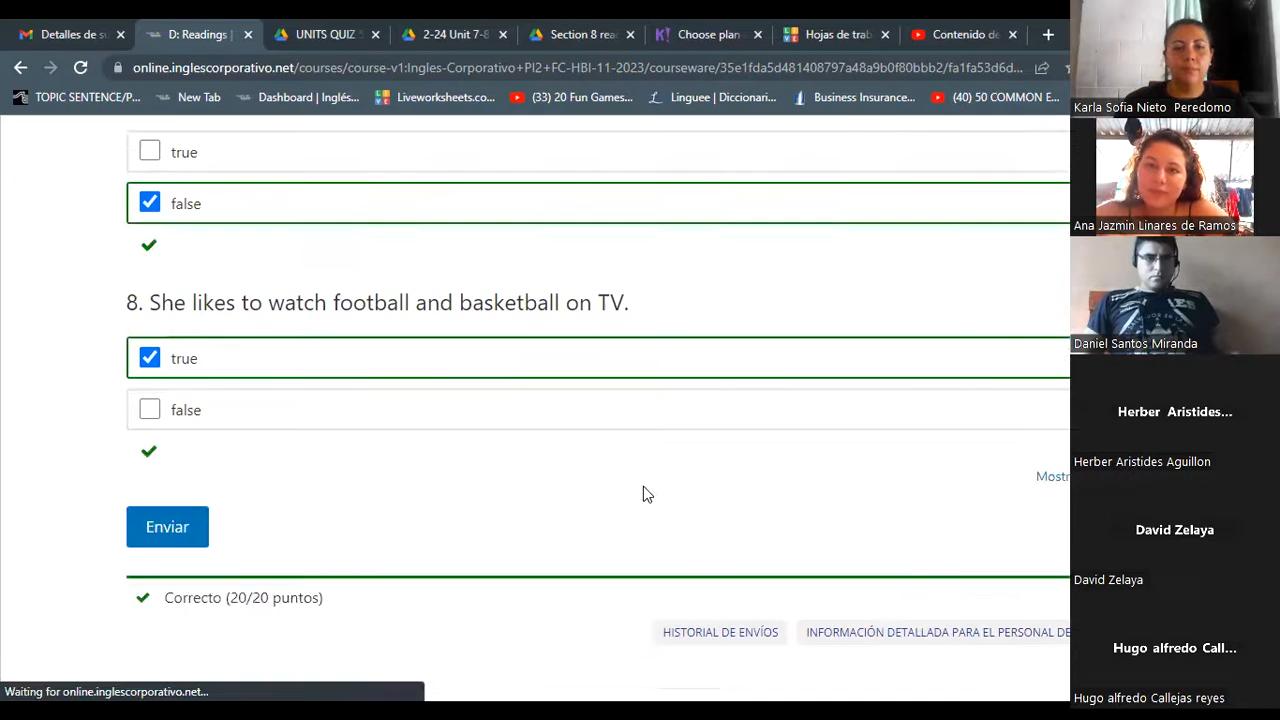 Detalles de su
D: Readings |
UNITS QUIZ
2-24 Unit 7-8
Section 8 rea
Choose plan
Hojas de trab
Contenido de
online.inglescorporativo.net/courses/course-v1:Ingles-Corporativo+PI2+FC-HBI-11-2023/courseware/35e1fda5d481408797a48a9b0f80bbb2/fa1fa53d6d...
TOPIC SENTENCE/P...
New Tab
Dashboard | Inglés...
Liveworksheets.co...
(33) 20 Fun Games...
Linguee | Diccionari...
Business Insurance...
(40) 50 COMMON E...
true
false
8. She likes to watch football and basketball on TV.
true
false
Mostr
Enviar
Correcto (20/20 puntos)
HISTORIAL DE ENVÍOS
INFORMACIÓN DETALLADA PARA EL PERSONAL DE
Waiting for online.inglescorporativo.net...
Karla Sofia Nieto Peredomo
Ana Jazmin Linares de Ramos
Daniel Santos Miranda
Herber Aristides...
Herber Aristides Aguillon
David Zelaya
David Zelaya
Hugo alfredo Call...
Hugo alfredo Callejas reyes